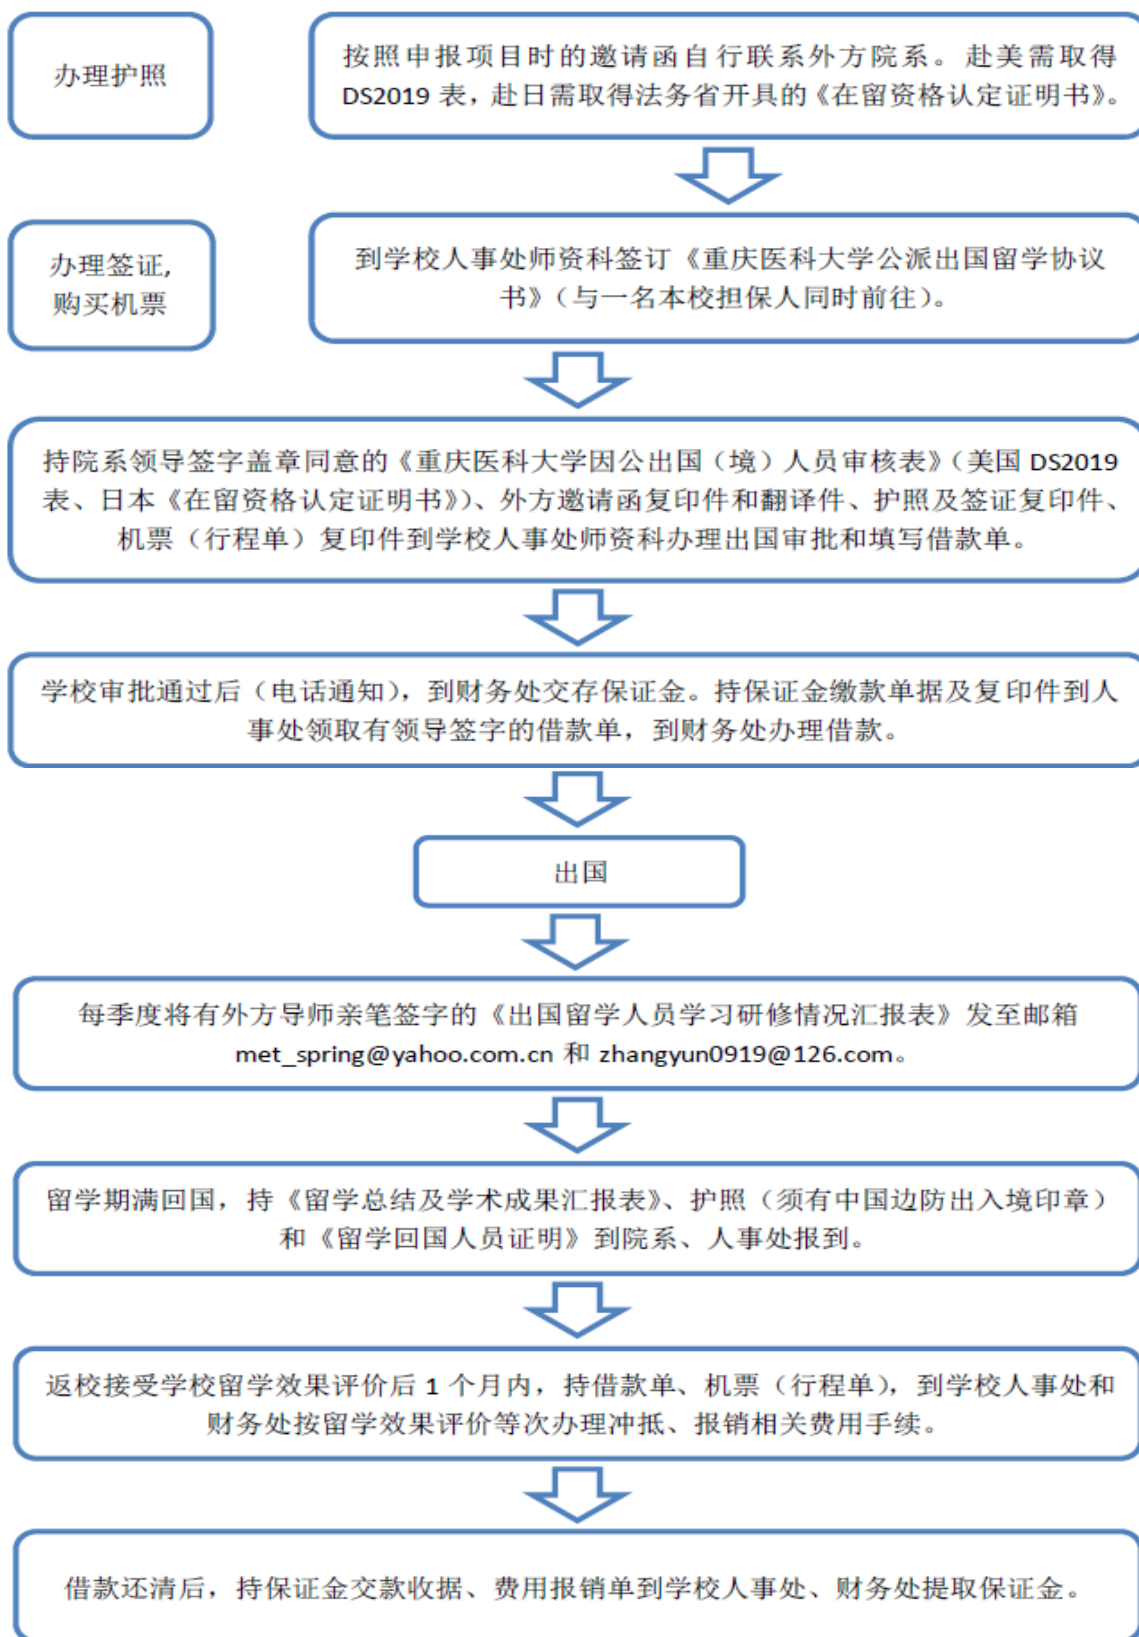 办理护照
按照申报项目时的邀请函自行联系外方院系。赴美需取得
DS2019 表，赴日需取得法务省开具的《在留资格认定证明书》。
办理签证,
购买机票
到学校人事处师资科签订《重庆医科大学公派出国留学协议
书》（与一名本校担保人同时前往）。
持院系领导签字盖章同意的《重庆医科大学因公出国（境）人员审核表》（美国 DS2019
表、日本《在留资格认定证明书》）、外方邀请函复印件和翻译件、护照及签证复印件、
机票（行程单）复印件到学校人事处师资科办理出国审批和填写借款单。
学校审批通过后（电话通知），到财务处交存保证金。持保证金缴款单据及复印件到人
事处领取有领导签字的借款单，到财务处办理借款。
出国
每季度将有外方导师亲笔签字的《出国留学人员学习研修情况汇报表》发至邮箱
met_spring@yahoo.com.cn 和 zhangyun0919@126.com。
留学期满回国，持《留学总结及学术成果汇报表》、护照（须有中国边防出入境印章）
和《留学回国人员证明》到院系、人事处报到。
返校接受学校留学效果评价后 1 个月内，持借款单、机票（行程单），到学校人事处和
财务处按留学效果评价等次办理冲抵、报销相关费用手续。
借款还清后，持保证金交款收据、费用报销单到学校人事处、财务处提取保证金。